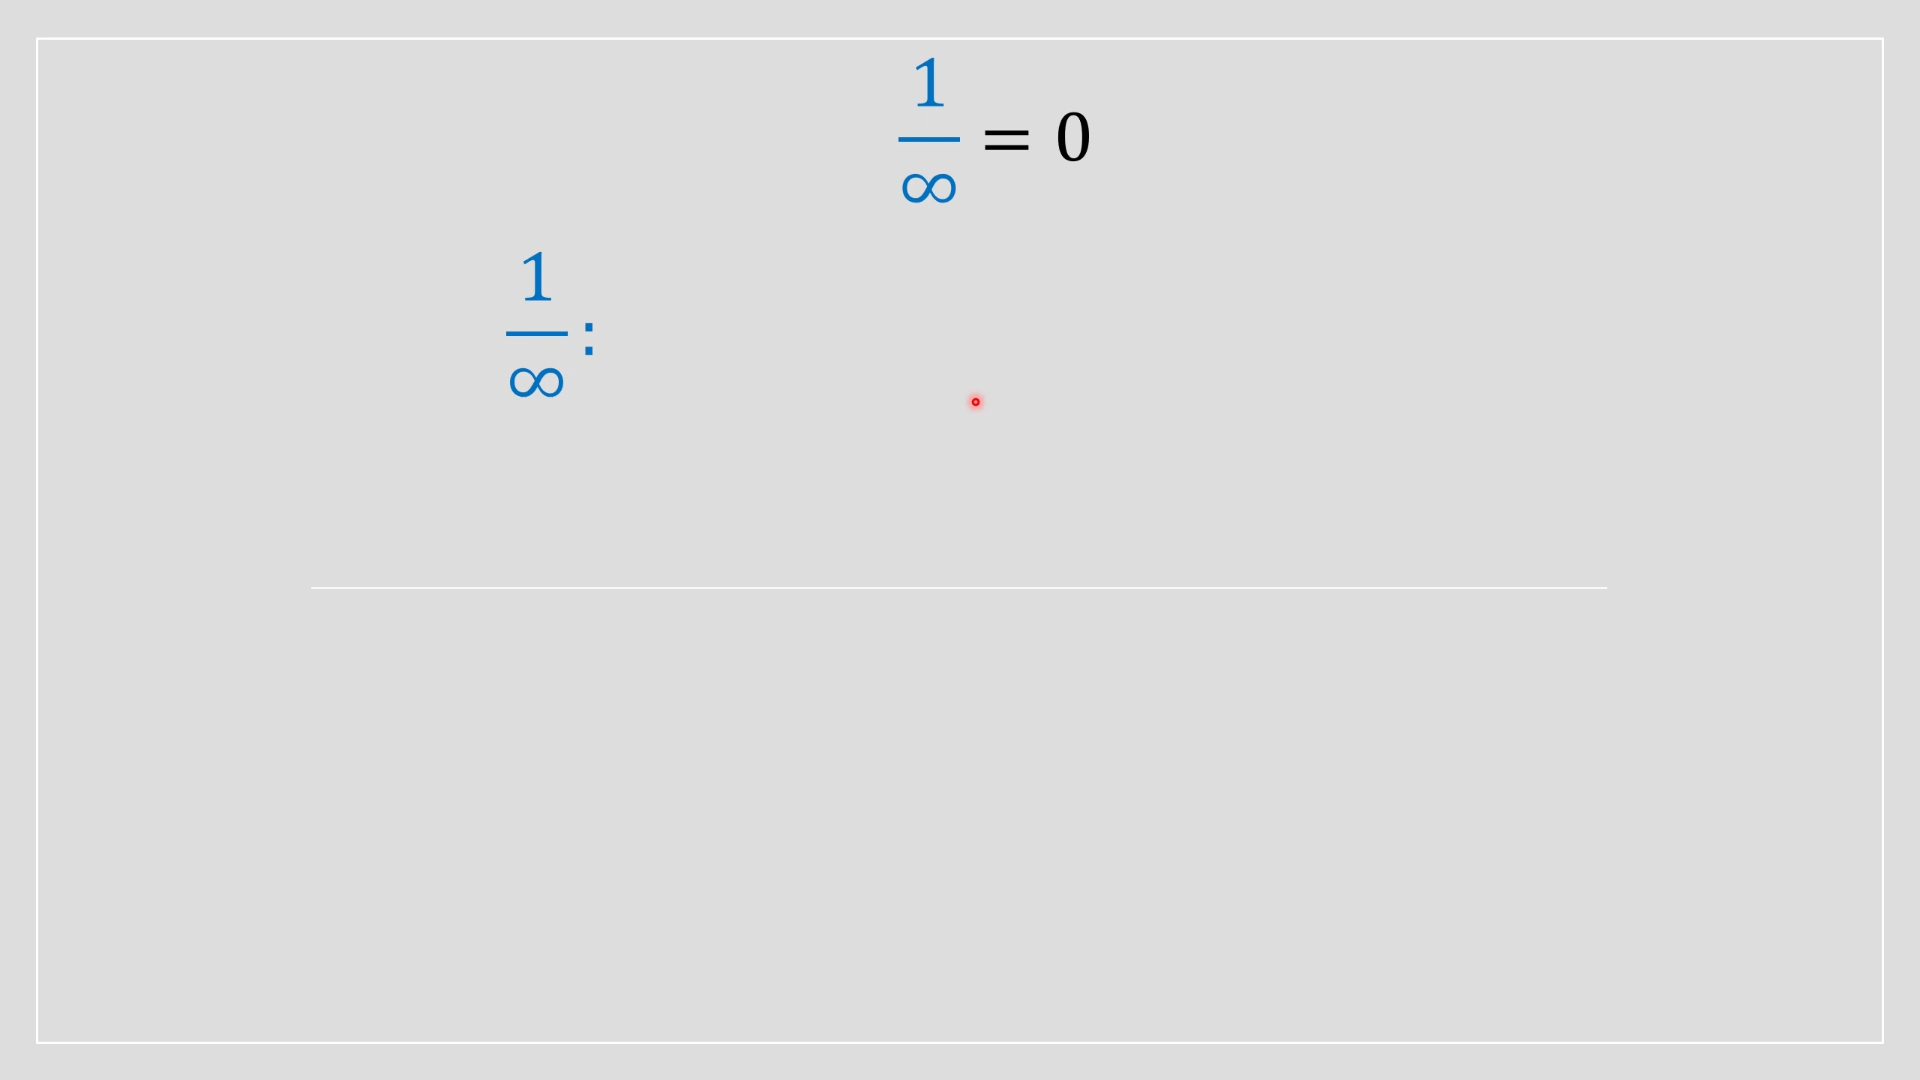 1/∞ = 0
1/∞ :